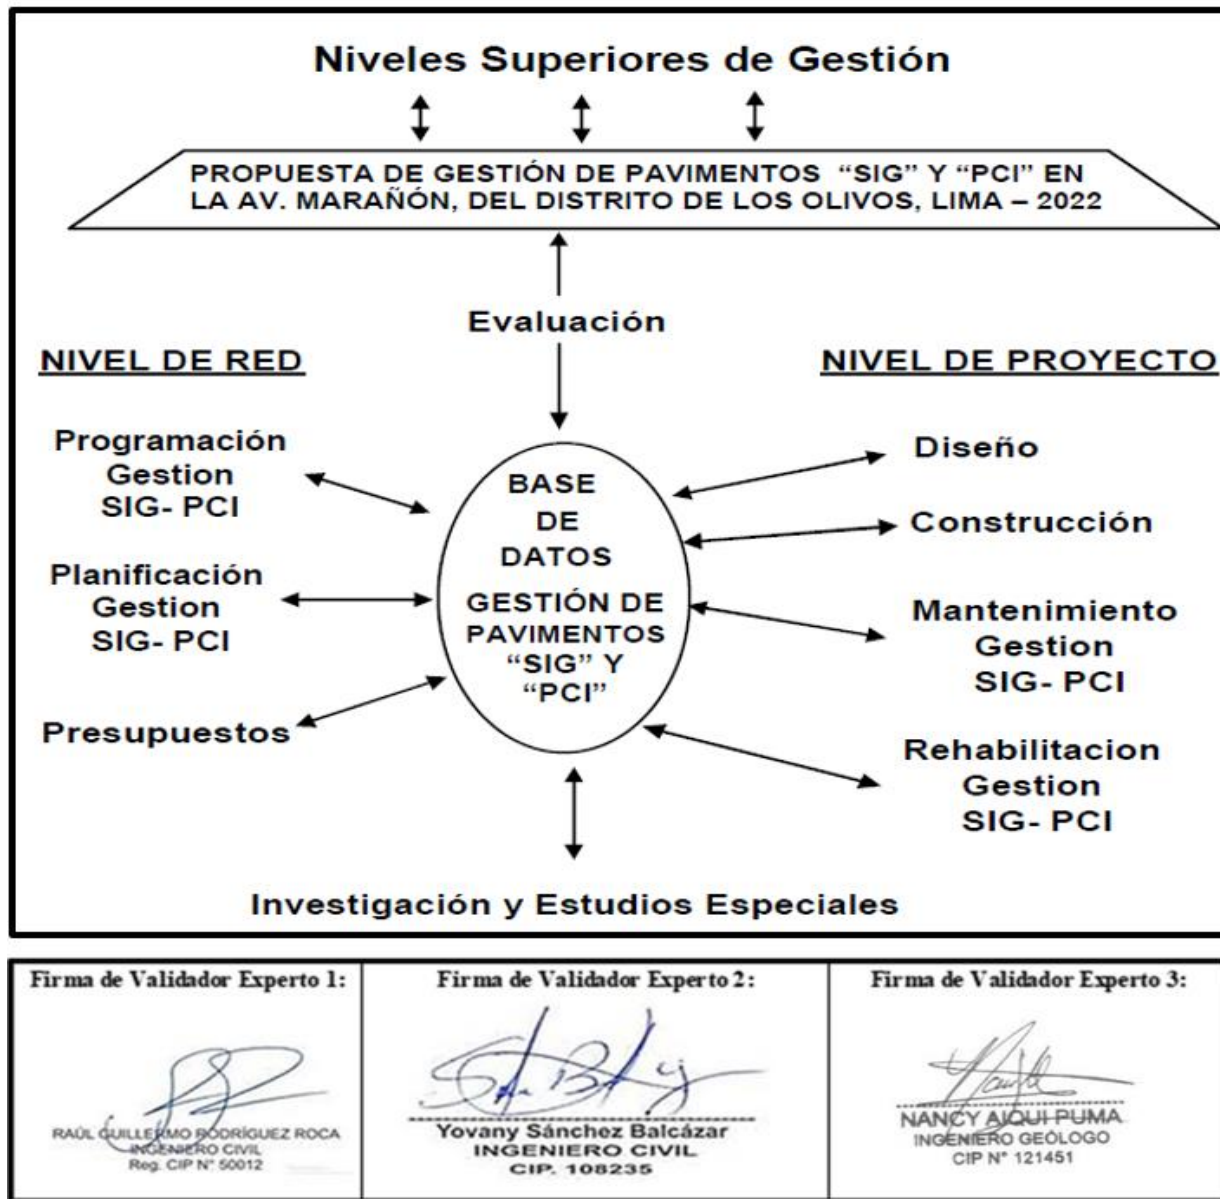 Niveles Superiores de Gestión
PROPUESTA DE GESTIÓN DE PAVIMENTOS “SIG” Y “PCI” EN
LA AV. MARAÑÓN, DEL DISTRITO DE LOS OLIVOS, LIMA – 2022
Evaluación
NIVEL DE RED
Programación
Gestion
SIG- PCI
Planificación
Gestion
SIG- PCI
Presupuestos
BASE
DE
DATOS
GESTIÓN DE
PAVIMENTOS
“SIG” Y
“PCI”
NIVEL DE PROYECTO
Diseño
Construcción
Mantenimiento
Gestion
SIG- PCI
Rehabilitacion
Gestion
SIG- PCI
Investigación y Estudios Especiales
Firma de Validador Experto 1:
RAÚL GUILLERMO RODRÍGUEZ ROCA
INGENIERO CIVIL
Reg. CIP N° 50012
Firma de Validador Experto 2:
Yovany Sánchez Balcázar
INGENIERO CIVIL
CIP. 108235
Firma de Validador Experto 3:
NANCY AIQUI PUMA
INGENIERO GEÓLOGO
CIP N° 121451